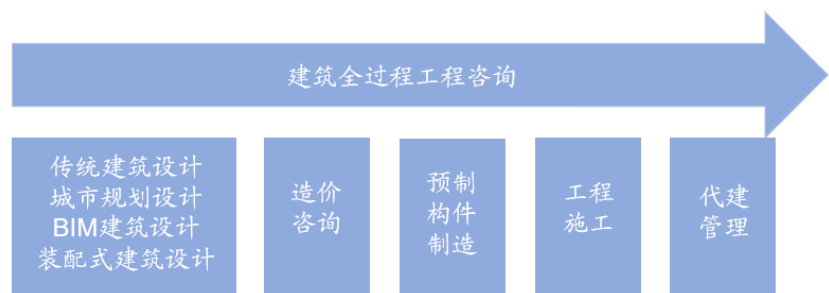 建筑全过程工程咨询
传统建筑设计
城市规划设计
BIM建筑设计
装配式建筑设计
造价
咨询
预制
构件
制造
工程
施工
代建
管理